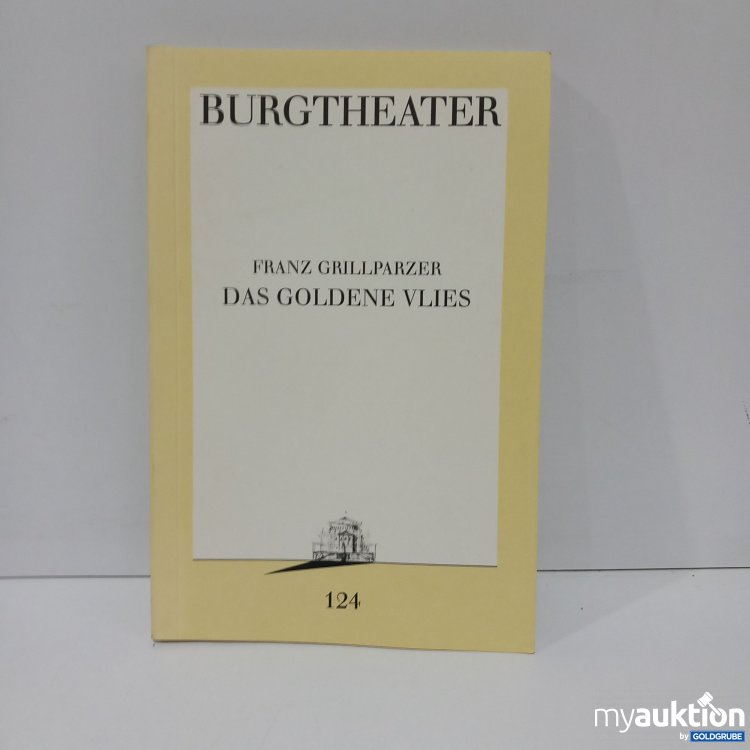 BURGTHEATER
FRANZ GRILLPARZER
DAS GOLDENE VLIES
124
myauktion
by GOLDGRUBE